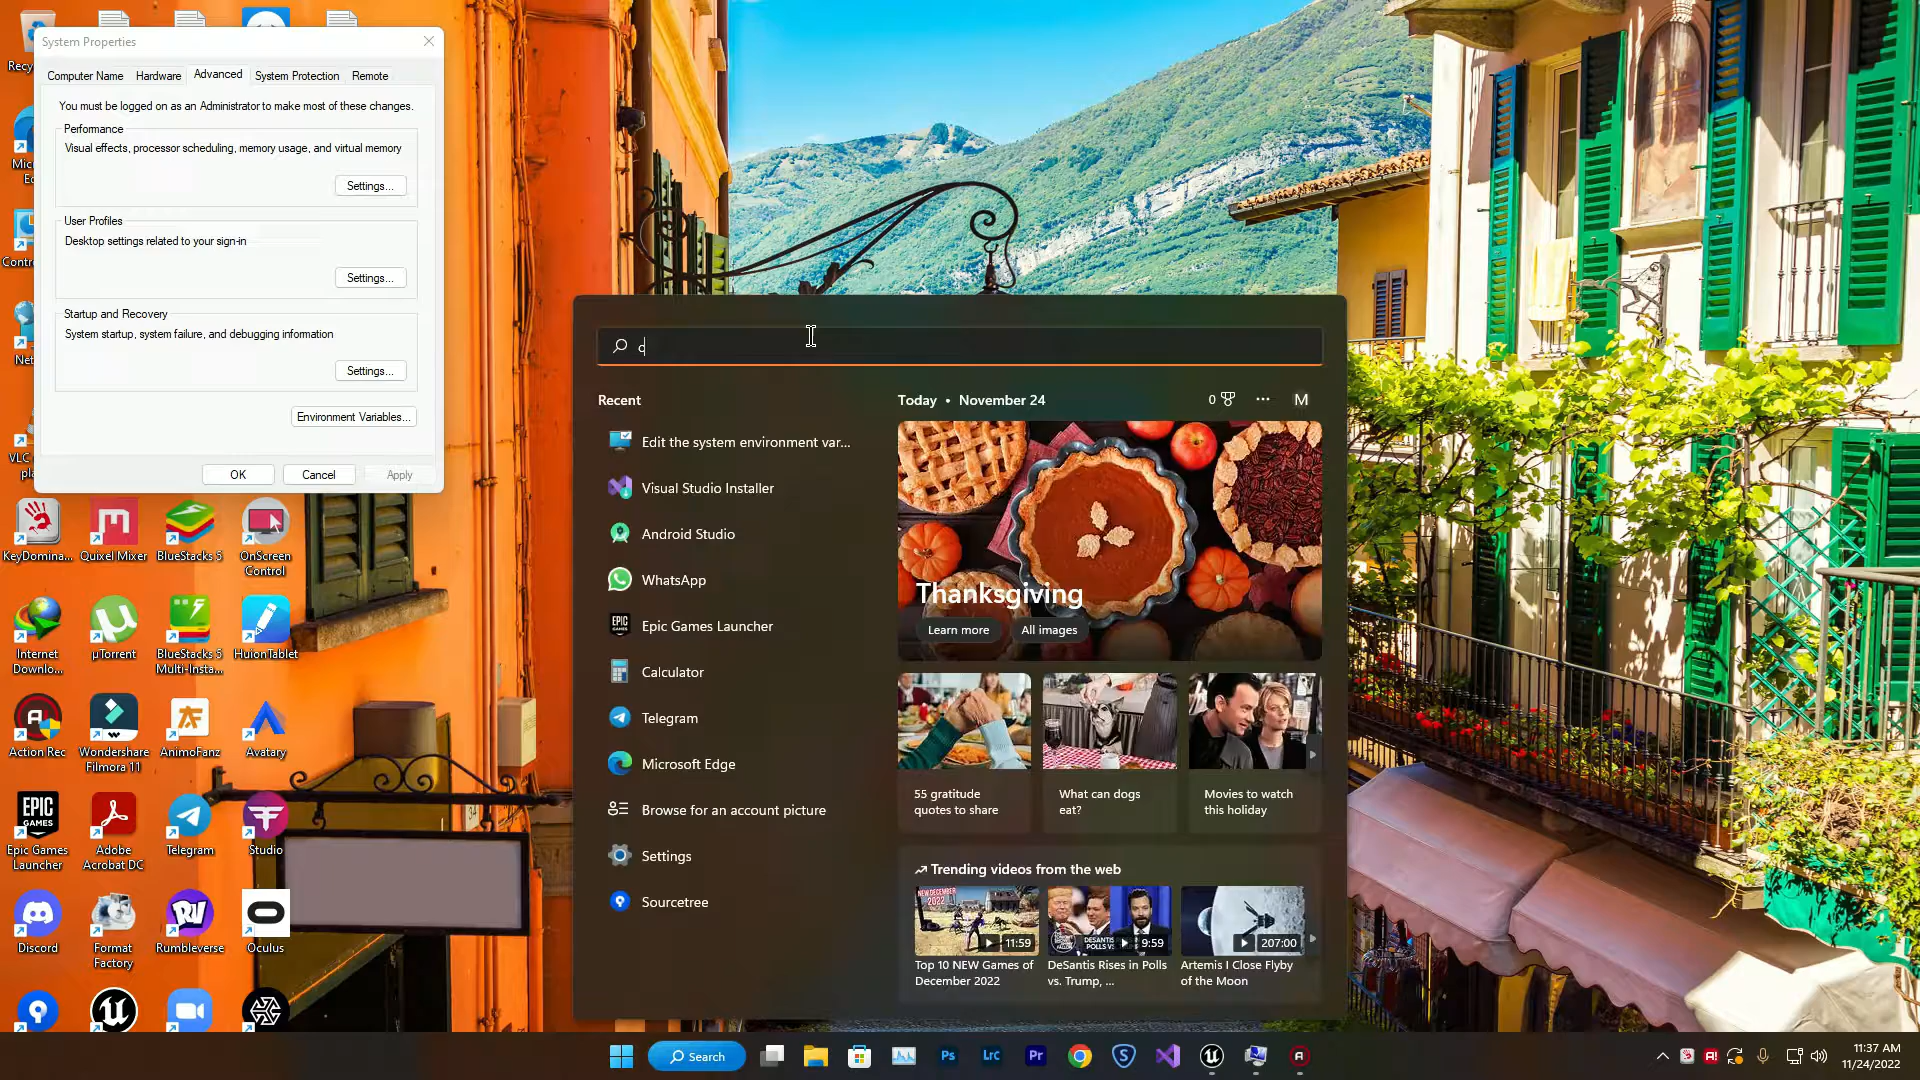 System Properties
Computer Name
Hardware
Advanced
System Protection
Remote
You must be logged on as an Administrator to make most of these changes.
Performance
Visual effects, processor scheduling, memory usage, and virtual memory
Settings...
User Profiles
Desktop settings related to your sign-in
Settings...
Startup and Recovery
System startup, system failure, and debugging information
Settings...
Environment Variables...
OK
Cancel
Apply
KeyDomina...
Quixel Mixer
BlueStacks 5
OnScreen
Control
Internet
Downlo...
µTorrent
BlueStacks 5
Multi-Insta...
HuionTablet
Action Rec
Wondershare
Filmora 11
AnimoFanz
Avatary
EPIC
GAMES
Epic Games
Launcher
Adobe
Acrobat DC
Telegram
Studio
Discord
Format
Factory
Rumbleverse
Oculus
c
Recent
Edit the system environment var...
Visual Studio Installer
Android Studio
WhatsApp
Epic Games Launcher
Calculator
Telegram
Microsoft Edge
Browse for an account picture
Settings
Sourcetree
Today • November 24
0
M
Thanksgiving
Learn more
All images
55 gratitude
quotes to share
What can dogs
eat?
Movies to watch
this holiday
Trending videos from the web
NEW DECEMBER
2022
11:59
Top 10 NEW Games of
December 2022
9:59
DeSantis Rises in Polls
vs. Trump, ...
207:00
Artemis I Close Flyby
of the Moon
Search
Ps
Lrc
Pr
11:37 AM
11/24/2022